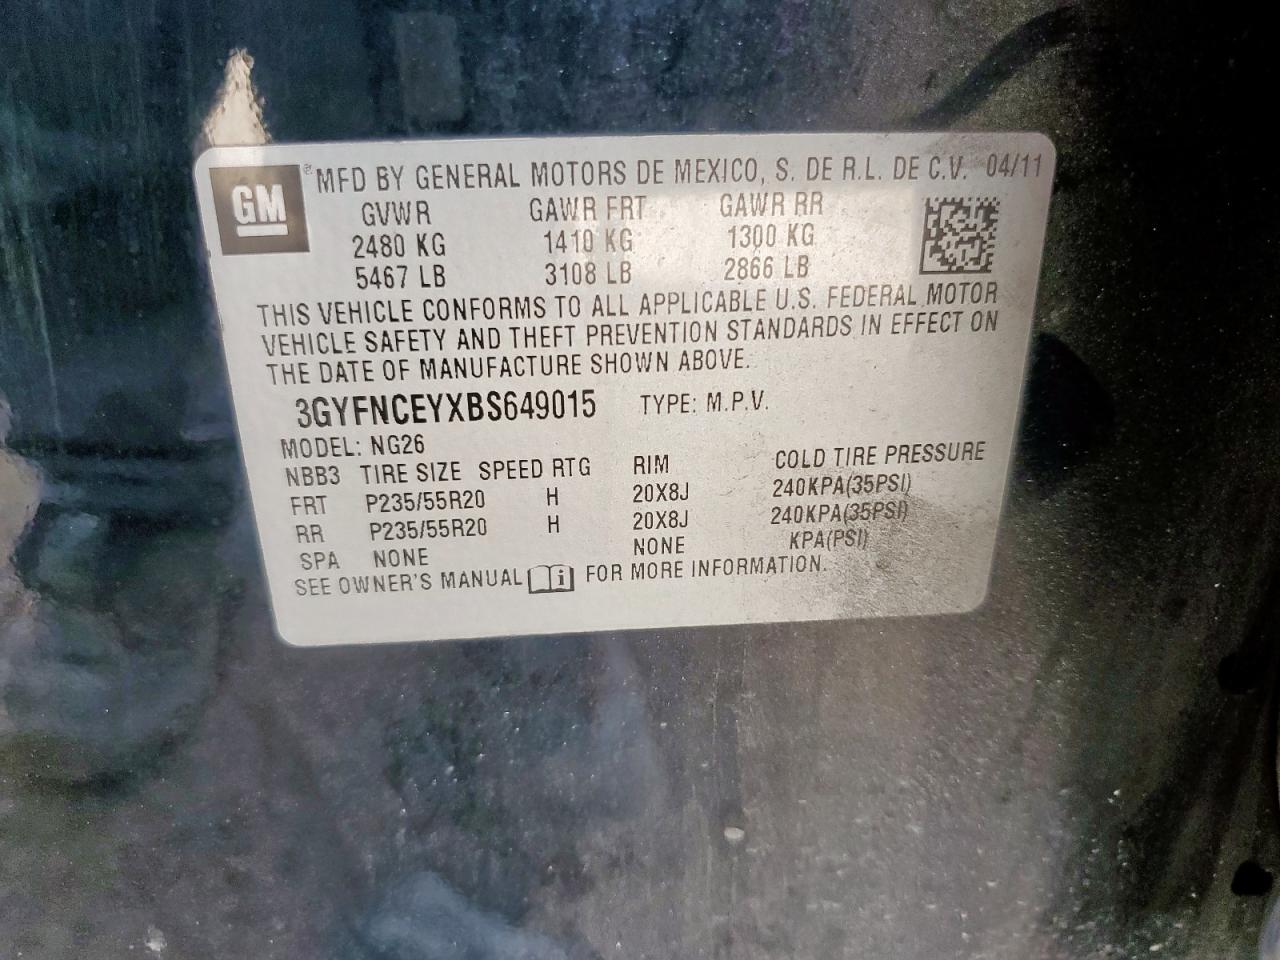 GM ® MFD BY GENERAL MOTORS DE MEXICO, S. DE R.L. DE C.V. 04/11
GVWR GAWR FRT GAWR RR
2480 KG 1410 KG 1300 KG
5467 LB 3108 LB 2866 LB
THIS VEHICLE CONFORMS TO ALL APPLICABLE U.S. FEDERAL MOTOR
VEHICLE SAFETY AND THEFT PREVENTION STANDARDS IN EFFECT ON
THE DATE OF MANUFACTURE SHOWN ABOVE.
3GYFNCEYXBS649015 TYPE: M.P.V.
MODEL: NG26
NBB3 TIRE SIZE SPEED RTG RIM COLD TIRE PRESSURE
FRT P235/55R20 H 20X8J 240KPA(35PSI)
RR P235/55R20 H 20X8J 240KPA(35PSI)
SPA NONE NONE KPA(PSI)
SEE OWNER'S MANUAL i FOR MORE INFORMATION.